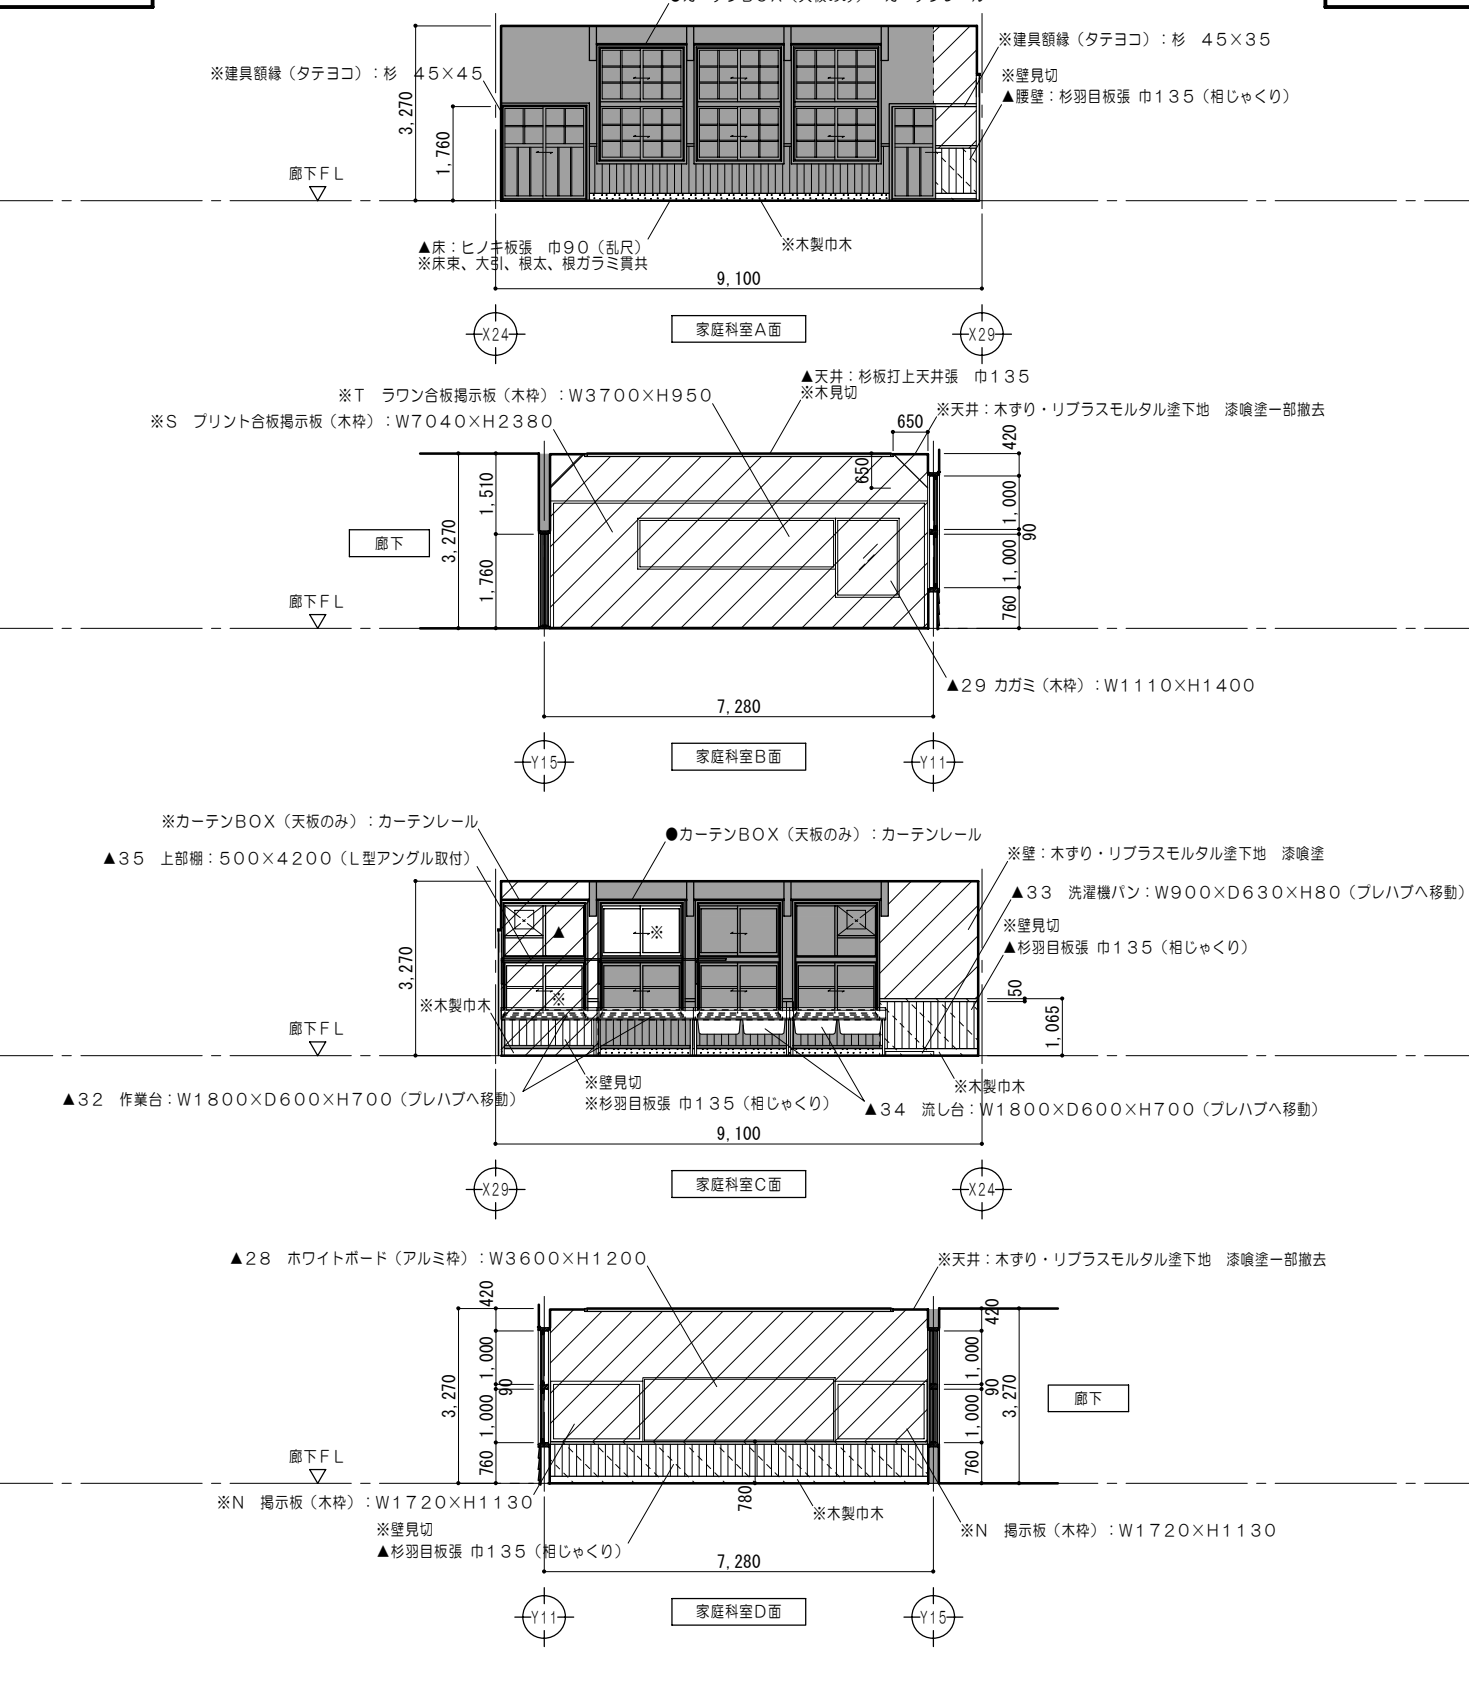 ※建具額縁（タテヨコ）：杉　45×45
※建具額縁（タテヨコ）：杉　45×35
※壁見切
▲腰壁：杉羽目板張 巾135（相じゃくり）
3,270
1,760
廊下FL
▲床：ヒノキ板張　巾90（乱尺）
※床束、大引、根太、根ガラミ貫共
※木製巾木
9,100
X24
家庭科室A面
X29
▲天井：杉板打上天井張　巾135
※木見切
※T　ラワン合板掲示板（木枠）：W3700×H950
※S　プリント合板掲示板（木枠）：W7040×H2380
※天井：木ずり・リブラスモルタル塗下地　漆喰塗一部撤去
650
650
420
1,000
90
1,000
760
1,510
3,270
1,760
廊下
廊下FL
▲29 カガミ（木枠）：W1110×H1400
7,280
Y15
家庭科室B面
Y11
※カーテンBOX（天板のみ）：カーテンレール
●カーテンBOX（天板のみ）：カーテンレール
▲35　上部棚：500×4200（L型アングル取付）
※壁：木ずり・リブラスモルタル塗下地　漆喰塗
▲33　洗濯機パン：W900×D630×H80（プレハブへ移動）
※壁見切
▲杉羽目板張 巾135（相じゃくり）
▲
※
※
3,270
50
1,065
※木製巾木
廊下FL
※壁見切
※杉羽目板張 巾135（相じゃくり）
※木製巾木
▲32　作業台：W1800×D600×H700（プレハブへ移動）
▲34　流し台：W1800×D600×H700（プレハブへ移動）
9,100
X29
家庭科室C面
X24
▲28　ホワイトボード（アルミ枠）：W3600×H1200
※天井：木ずり・リブラスモルタル塗下地　漆喰塗一部撤去
420
1,000
90
1,000
760
3,270
420
1,000
90
1,000
760
3,270
廊下
廊下FL
780
※N　掲示板（木枠）：W1720×H1130
※木製巾木
※壁見切
▲杉羽目板張 巾135（相じゃくり）
※N　掲示板（木枠）：W1720×H1130
7,280
Y11
家庭科室D面
Y15